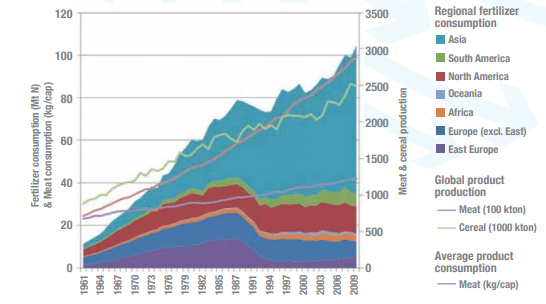 Fertilizer consumption (Mt N)
& Meat consumption (kg/cap)
120
100
80
60
40
20
0
3500
3000
2500
2000
1500
1000
500
0
Meat & cereal production
1961
1964
1967
1970
1973
1976
1979
1982
1985
1988
1991
1994
1997
2000
2003
2006
2009
Regional fertilizer
consumption
Asia
South America
North America
Oceania
Africa
Europe (excl. East)
East Europe
Global product
production
Meat (100 kton)
Cereal (1000 kton)
Average product
consumption
Meat (kg/cap)